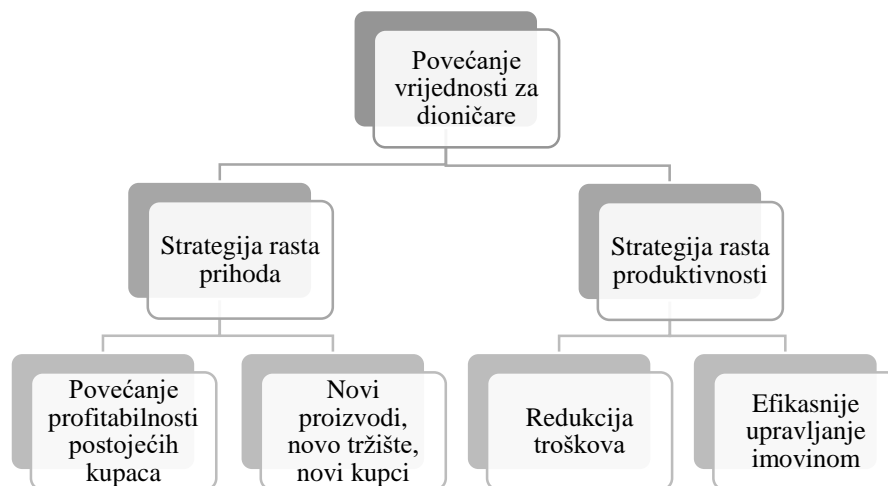 Povećanje
vrijednosti za
dioničare
Strategija rasta
prihoda
Strategija rasta
produktivnosti
Povećanje
profitabilnosti
postojećih
kupaca
Novi
proizvodi,
novo tržište,
novi kupci
Redukcija
troškova
Efikasnije
upravljanje
imovinom